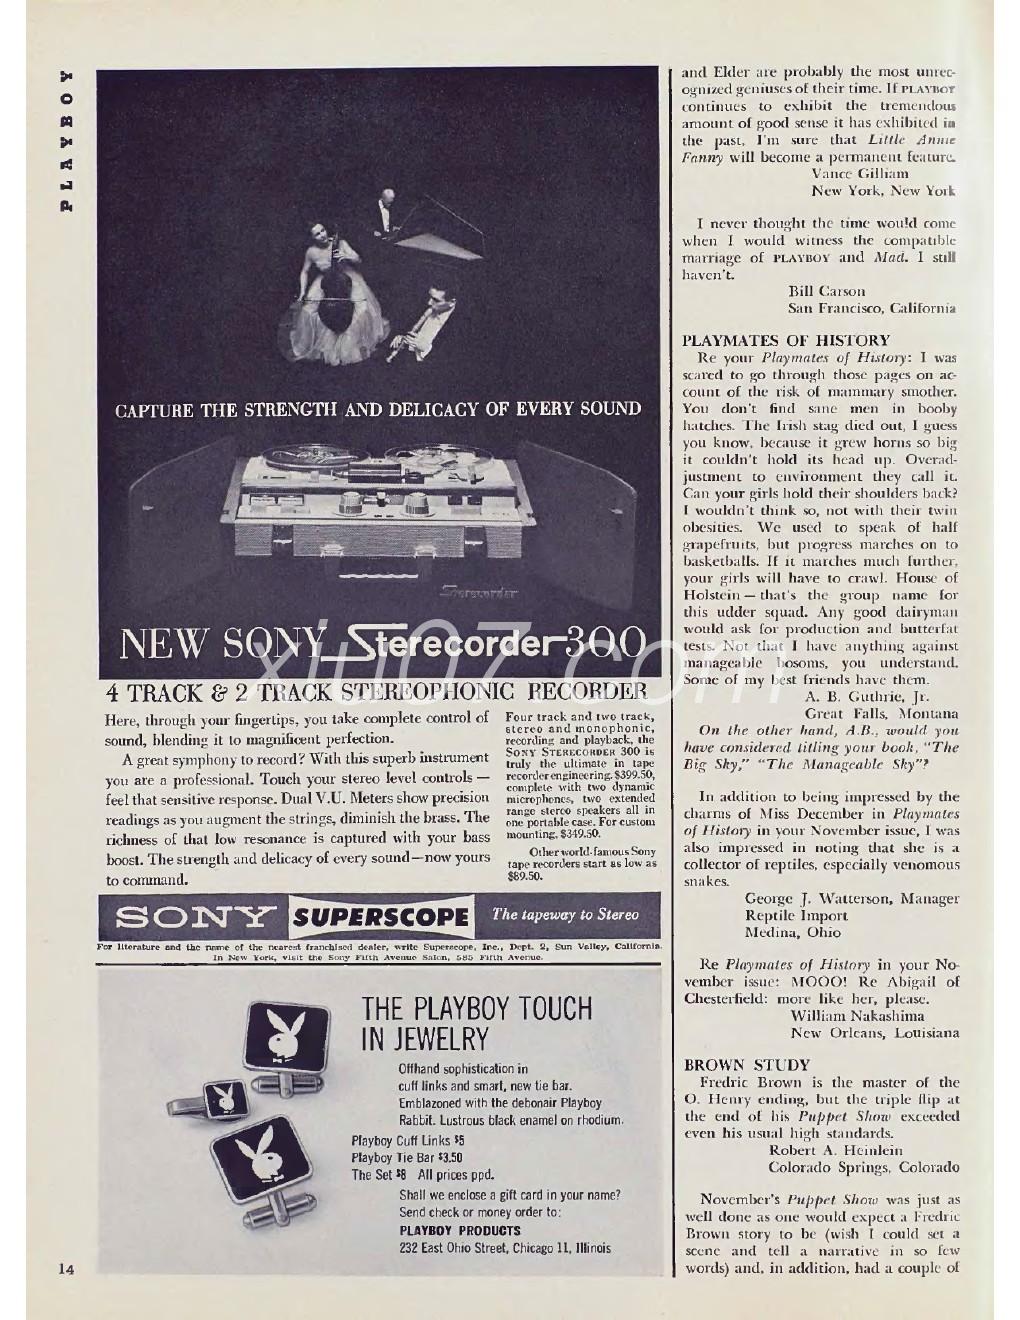 PLAYBOY
CAPTURE THE STRENGTH AND DELICACY OF EVERY SOUND
Sterecorder
NEW SONY Sterecorder 300
4 TRACK & 2 TRACK STEREOPHONIC RECORDER
Here, through your fingertips, you take complete control of
sound, blending it to magnificent perfection.
A great symphony to record? With this superb instrument
you are a professional. Touch your stereo level controls —
feel that sensitive response. Dual V.U. Meters show precision
readings as you augment the strings, diminish the brass. The
richness of that low resonance is captured with your bass
boost. The strength and delicacy of every sound—now yours
to command.
Four track and two track,
stereo and monophonic,
recording and playback, the
SONY STERECORDER 300 is
truly the ultimate in tape
recorder engineering. $399.50,
complete with two dynamic
microphones, two extended
range stereo speakers all in
one portable case. For custom
mounting, $349.50.
Other world-famous Sony
tape recorders start as low as
$89.50.
SONY SUPERSCOPE The tapeway to Stereo
For literature and the name of the nearest franchised dealer, write Superscope, Inc., Dept. 2, Sun Valley, California.
In New York, visit the Sony Fifth Avenue Salon, 585 Fifth Avenue.
THE PLAYBOY TOUCH
IN JEWELRY
Offhand sophistication in
cuff links and smart, new tie bar.
Emblazoned with the debonair Playboy
Rabbit. Lustrous black enamel on rhodium.
Playboy Cuff Links $5
Playboy Tie Bar $3.50
The Set $8 All prices ppd.
Shall we enclose a gift card in your name?
Send check or money order to:
PLAYBOY PRODUCTS
232 East Ohio Street, Chicago 11, Illinois
14
and Elder are probably the most unrec-
ognized geniuses of their time. If PLAYBOY
continues to exhibit the tremendous
amount of good sense it has exhibited in
the past, I'm sure that Little Annie
Fanny will become a permanent feature.
Vance Gilliam
New York, New York
I never thought the time would come
when I would witness the compatible
marriage of PLAYBOY and Mad. I still
haven't.
Bill Carson
San Francisco, California
PLAYMATES OF HISTORY
Re your Playmates of History: I was
scared to go through those pages on ac-
count of the risk of mammary smother.
You don't find sane men in booby
hatches. The Irish stag died out, I guess
you know, because it grew horns so big
it couldn't hold its head up. Overad-
justment to environment they call it.
Can your girls hold their shoulders back?
I wouldn't think so, not with their twin
obesities. We used to speak of half
grapefruits, but progress marches on to
basketballs. If it marches much further,
your girls will have to crawl. House of
Holstein — that's the group name for
this udder squad. Any good dairyman
would ask for production and butterfat
tests. Not that I have anything against
manageable bosoms, you understand.
Some of my best friends have them.
A. B. Guthrie, Jr.
Great Falls, Montana
On the other hand, A.B., would you
have considered titling your book, "The
Big Sky," "The Manageable Sky"?
In addition to being impressed by the
charms of Miss December in Playmates
of History in your November issue, I was
also impressed in noting that she is a
collector of reptiles, especially venomous
snakes.
George J. Watterson, Manager
Reptile Import
Medina, Ohio
Re Playmates of History in your No-
vember issue: MOOO! Re Abigail of
Chesterfield: more like her, please.
William Nakashima
New Orleans, Louisiana
BROWN STUDY
Fredric Brown is the master of the
O. Henry ending, but the triple flip at
the end of his Puppet Show exceeded
even his usual high standards.
Robert A. Heinlein
Colorado Springs, Colorado
November's Puppet Show was just as
well done as one would expect a Fredric
Brown story to be (wish I could set a
scene and tell a narrative in so few
words) and, in addition, had a couple of
xiu07.com